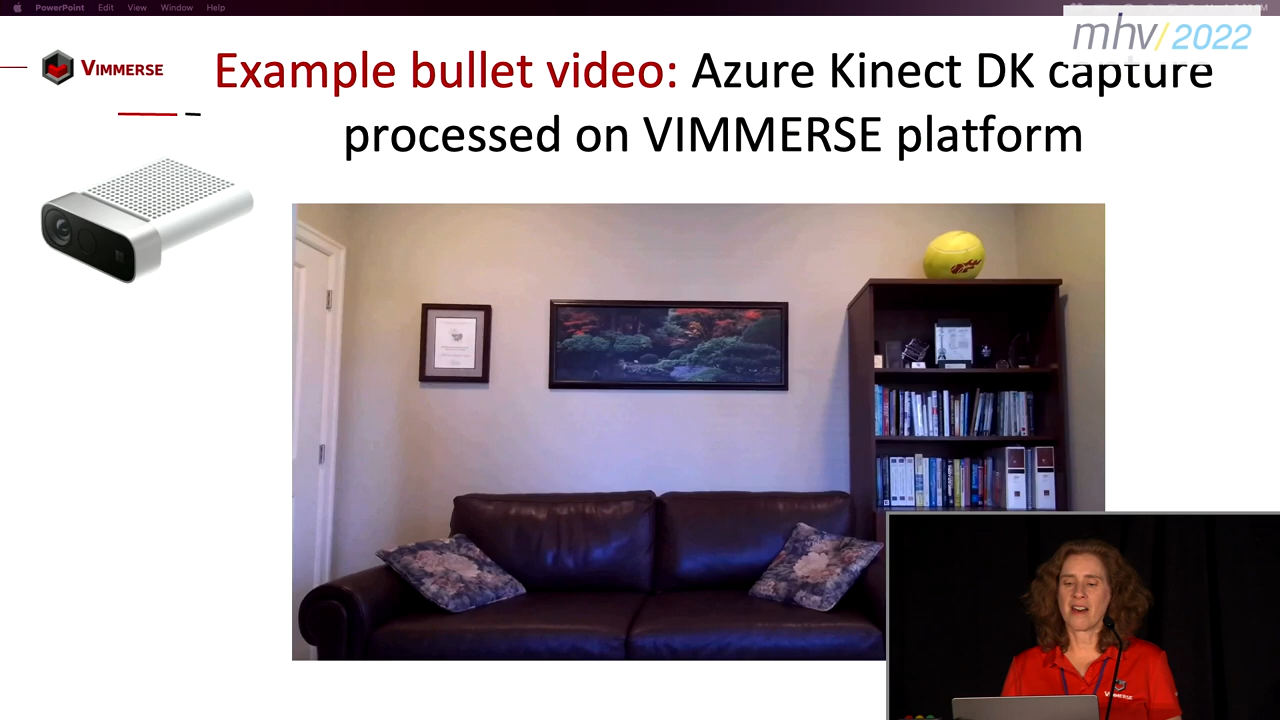 PowerPoint Edit View Window Help
mhv/2022
VIMMERSE
Example bullet video: Azure Kinect DK capture
processed on VIMMERSE platform
VIMMERSE